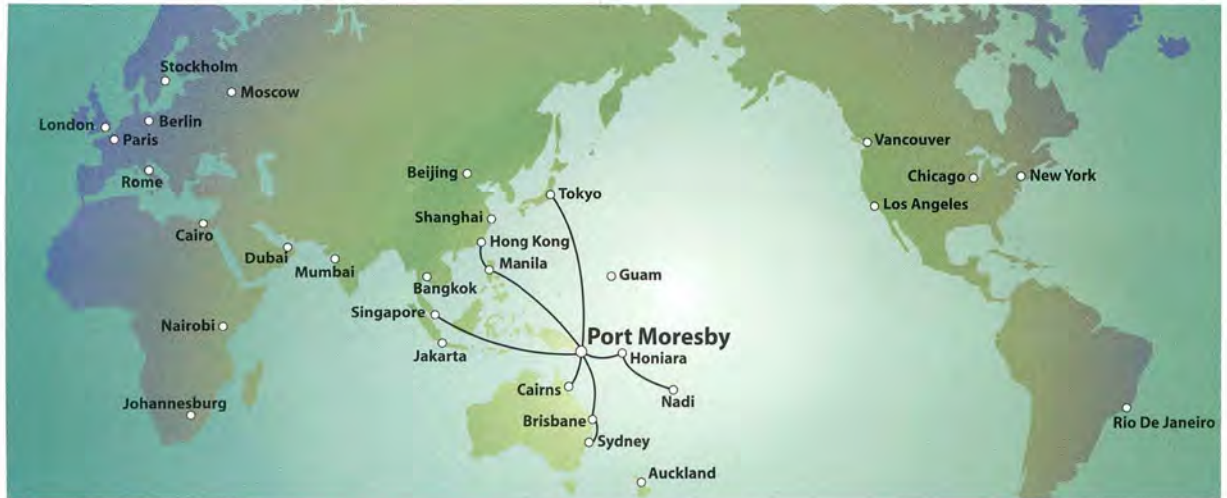 Stockholm
Moscow
London
Berlin
Paris
Rome
Cairo
Dubai
Mumbai
Nairobi
Johannesburg
Beijing
Tokyo
Shanghai
Hong Kong
Manila
Bangkok
Singapore
Jakarta
Guam
Port Moresby
Honiara
Cairns
Nadi
Brisbane
Sydney
Auckland
Vancouver
Chicago
New York
Los Angeles
Rio De Janeiro